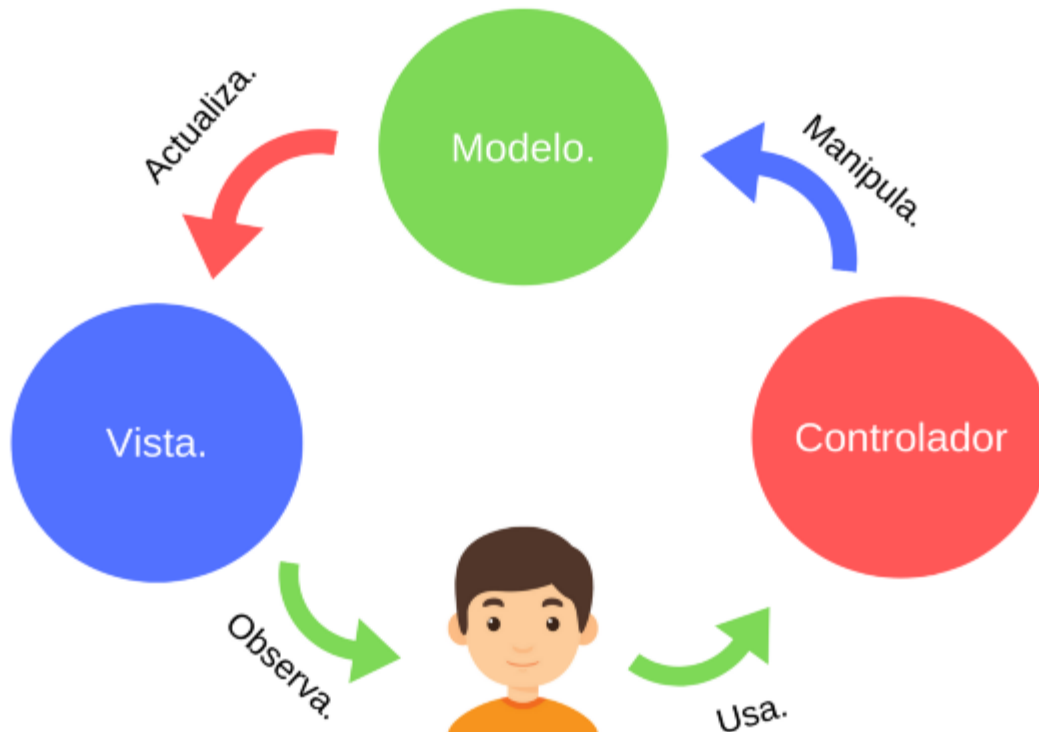 Modelo.
Actualiza.
Manipula.
Vista.
Controlador
Observa.
Usa.